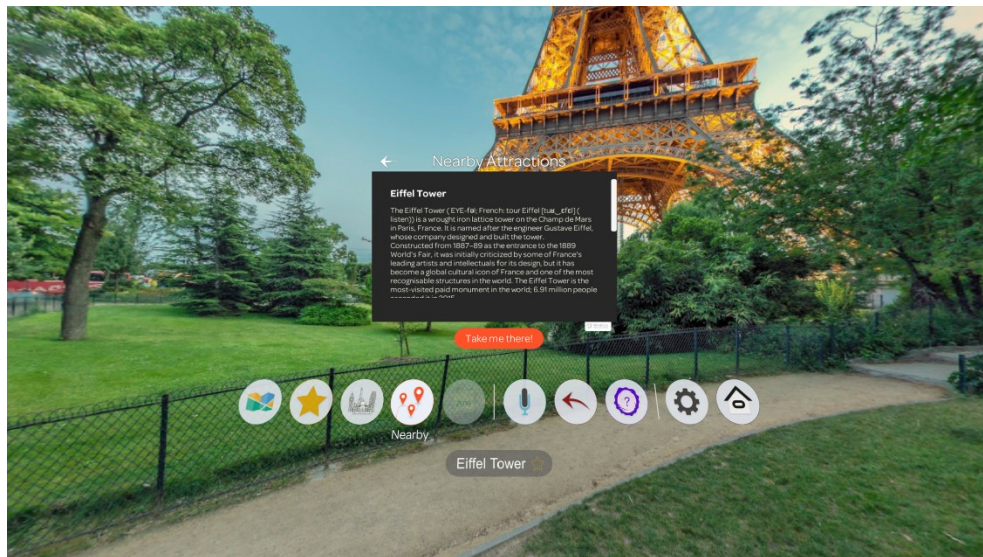 Nearby Attractions
Eiffel Tower
The Eiffel Tower ( EYE-fəl; French: tour Eiffel [tuʁ‿ɛfɛl] (
listen)) is a wrought iron lattice tower on the Champ de Mars
in Paris, France. It is named after the engineer Gustave Eiffel,
whose company designed and built the tower.
Constructed from 1887–89 as the entrance to the 1889
World's Fair, it was initially criticized by some of France's
leading artists and intellectuals for its design, but it has
become a global cultural icon of France and one of the most
recognisable structures in the world. The Eiffel Tower is the
most-visited paid monument in the world; 6.91 million people
ascended it in 2015
Take me there!
?
Nearby
Eiffel Tower